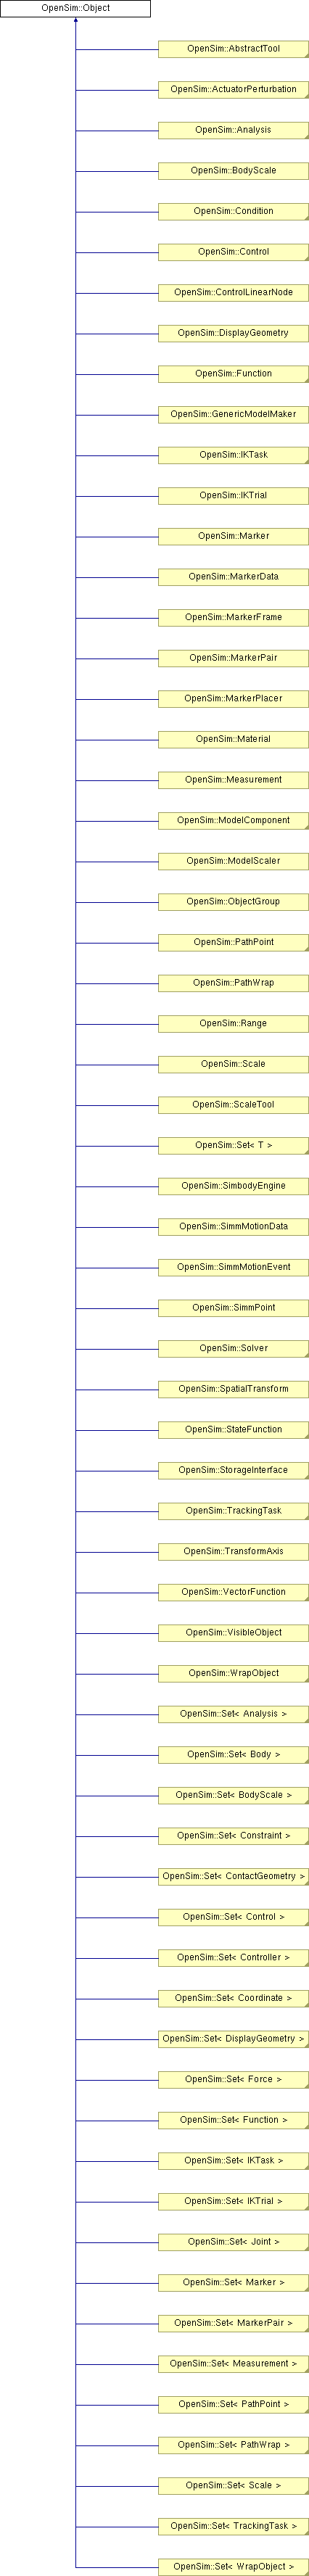 OpenSim::Object
OpenSim::AbstractTool
OpenSim::ActuatorPerturbation
OpenSim::Analysis
OpenSim::BodyScale
OpenSim::Condition
OpenSim::Control
OpenSim::ControlLinearNode
OpenSim::DisplayGeometry
OpenSim::Function
OpenSim::GenericModelMaker
OpenSim::IKTask
OpenSim::IKTrial
OpenSim::Marker
OpenSim::MarkerData
OpenSim::MarkerFrame
OpenSim::MarkerPair
OpenSim::MarkerPlacer
OpenSim::Material
OpenSim::Measurement
OpenSim::ModelComponent
OpenSim::ModelScaler
OpenSim::ObjectGroup
OpenSim::PathPoint
OpenSim::PathWrap
OpenSim::Range
OpenSim::Scale
OpenSim::ScaleTool
OpenSim::Set< T >
OpenSim::SimbodyEngine
OpenSim::SimmMotionData
OpenSim::SimmMotionEvent
OpenSim::SimmPoint
OpenSim::Solver
OpenSim::SpatialTransform
OpenSim::StateFunction
OpenSim::StorageInterface
OpenSim::TrackingTask
OpenSim::TransformAxis
OpenSim::VectorFunction
OpenSim::VisibleObject
OpenSim::WrapObject
OpenSim::Set< Analysis >
OpenSim::Set< Body >
OpenSim::Set< BodyScale >
OpenSim::Set< Constraint >
OpenSim::Set< ContactGeometry >
OpenSim::Set< Control >
OpenSim::Set< Controller >
OpenSim::Set< Coordinate >
OpenSim::Set< DisplayGeometry >
OpenSim::Set< Force >
OpenSim::Set< Function >
OpenSim::Set< IKTask >
OpenSim::Set< IKTrial >
OpenSim::Set< Joint >
OpenSim::Set< Marker >
OpenSim::Set< MarkerPair >
OpenSim::Set< Measurement >
OpenSim::Set< PathPoint >
OpenSim::Set< PathWrap >
OpenSim::Set< Scale >
OpenSim::Set< TrackingTask >
OpenSim::Set< WrapObject >